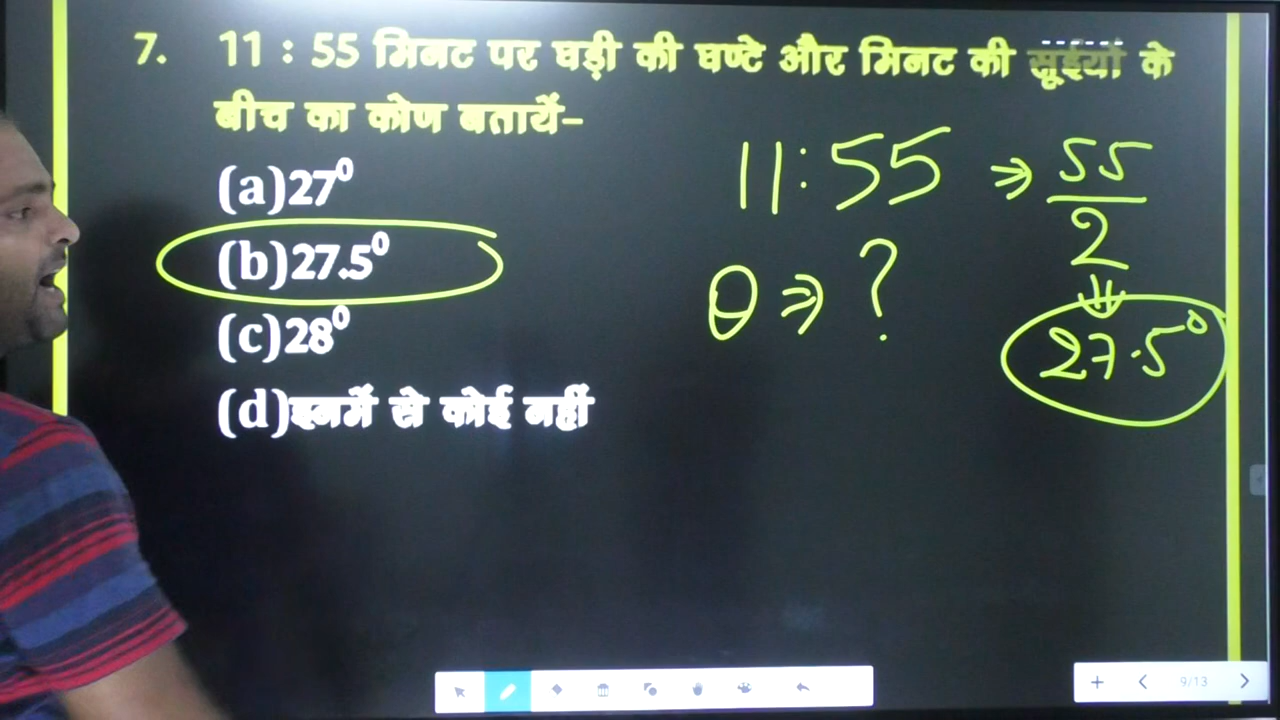 7. 11 : 55 मिनट पर घड़ी की घण्टे और मिनट की सूईयों के
बीच का कोण बतायें-
(a)27⁰
(b)27.5⁰
(c)28⁰
(d)इनमें से कोई नहीं
11:55 ⇒ 55/2
θ ⇒ ?
27.5⁰
9/13